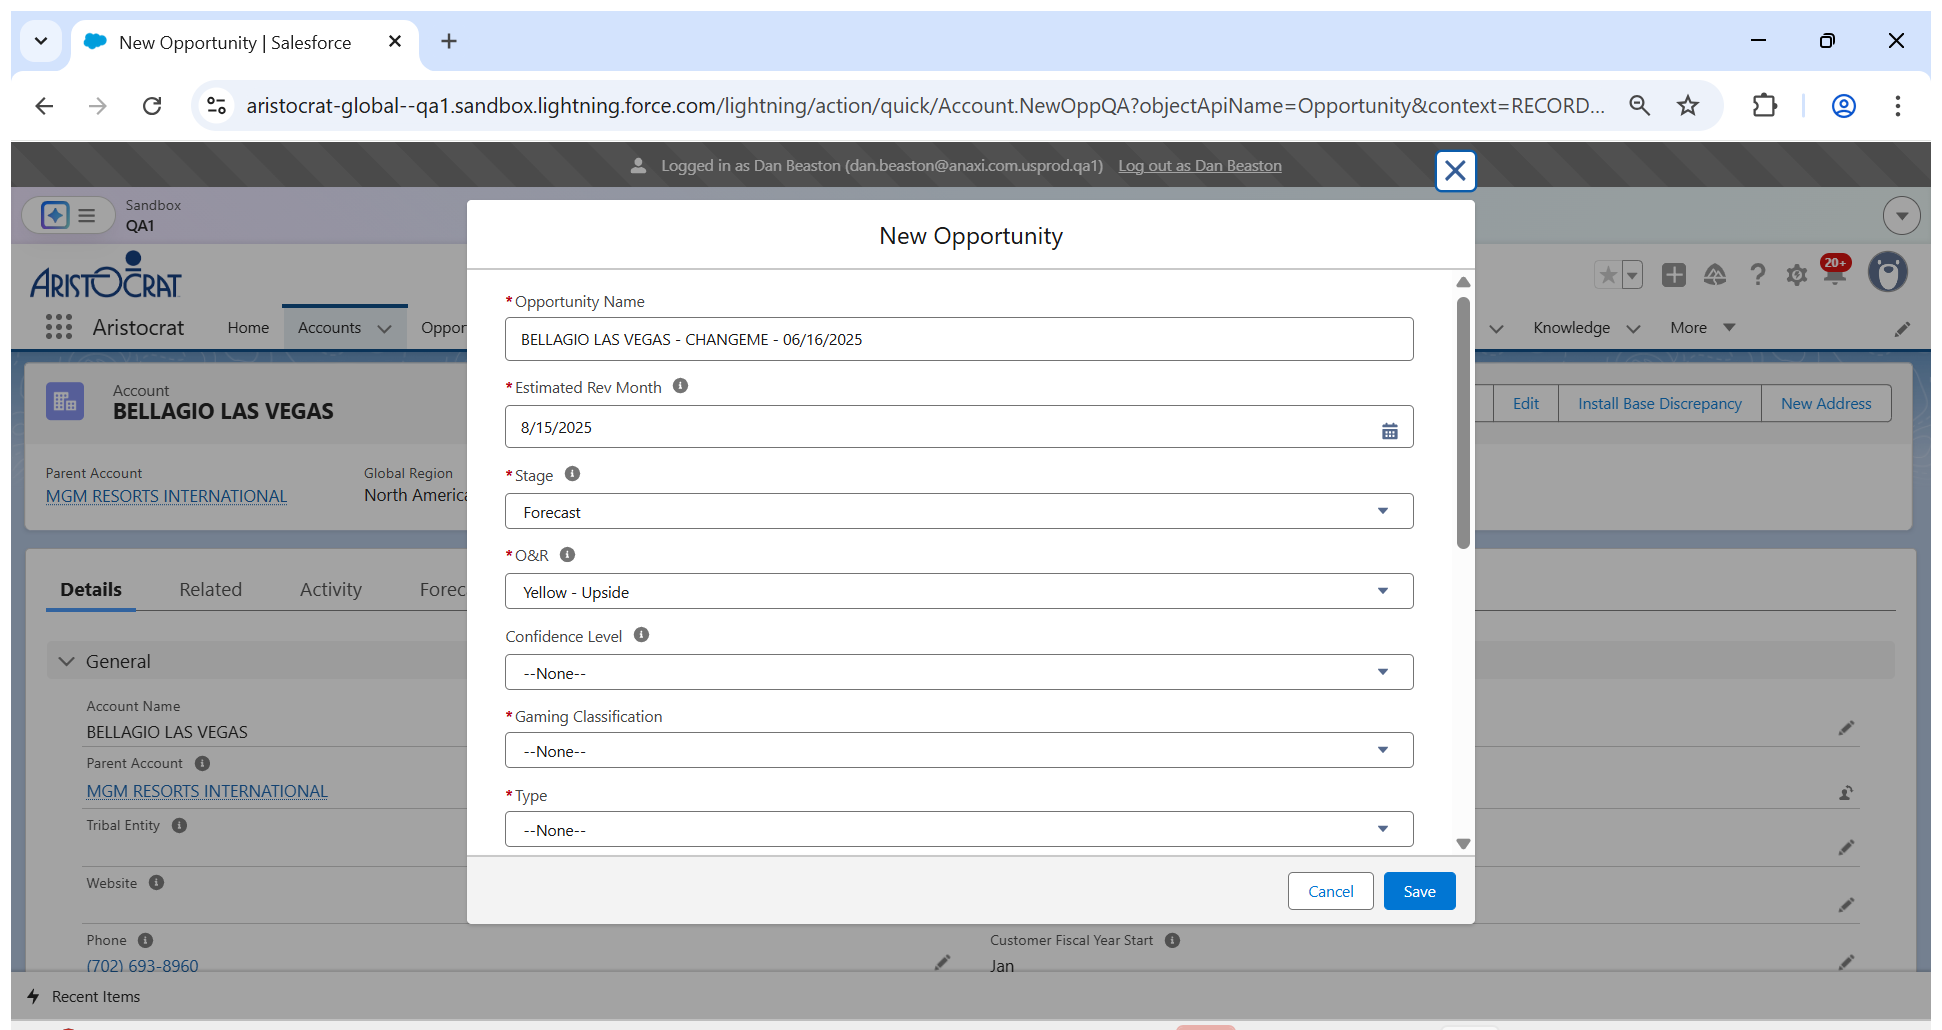 New Opportunity | Salesforce
aristocrat-global--qa1.sandbox.lightning.force.com/lightning/action/quick/Account.NewOppQA?objectApiName=Opportunity&context=RECORD...
Logged in as Dan Beaston (dan.beaston@anaxi.com.usprod.qa1) Log out as Dan Beaston
Sandbox
QA1
New Opportunity
ARISTOCRAT
20+
Aristocrat Home Accounts Oppor Knowledge More
*Opportunity Name
BELLAGIO LAS VEGAS - CHANGEME - 06/16/2025
*Estimated Rev Month
8/15/2025
Account
BELLAGIO LAS VEGAS
Edit Install Base Discrepancy New Address
Parent Account Global Region
MGM RESORTS INTERNATIONAL North America
*Stage
Forecast
*O&R
Yellow - Upside
Details Related Activity Forec
Confidence Level
--None--
General
*Gaming Classification
--None--
Account Name
BELLAGIO LAS VEGAS
Parent Account
MGM RESORTS INTERNATIONAL
*Type
--None--
Tribal Entity
Website
Cancel Save
Phone Customer Fiscal Year Start
(702) 693-8960 Jan
Recent Items